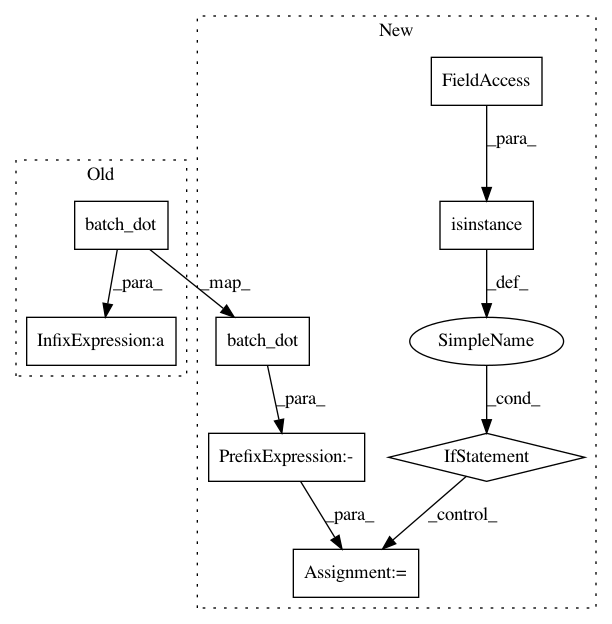 New
FieldAccess
_para_
Old
batch_dot
isinstance
_para_
_map_
_def_
InfixExpression:a
batch_dot
SimpleName
_para_
_cond_
PrefixExpression:-
IfStatement
_para_
_control_
Assignment:=